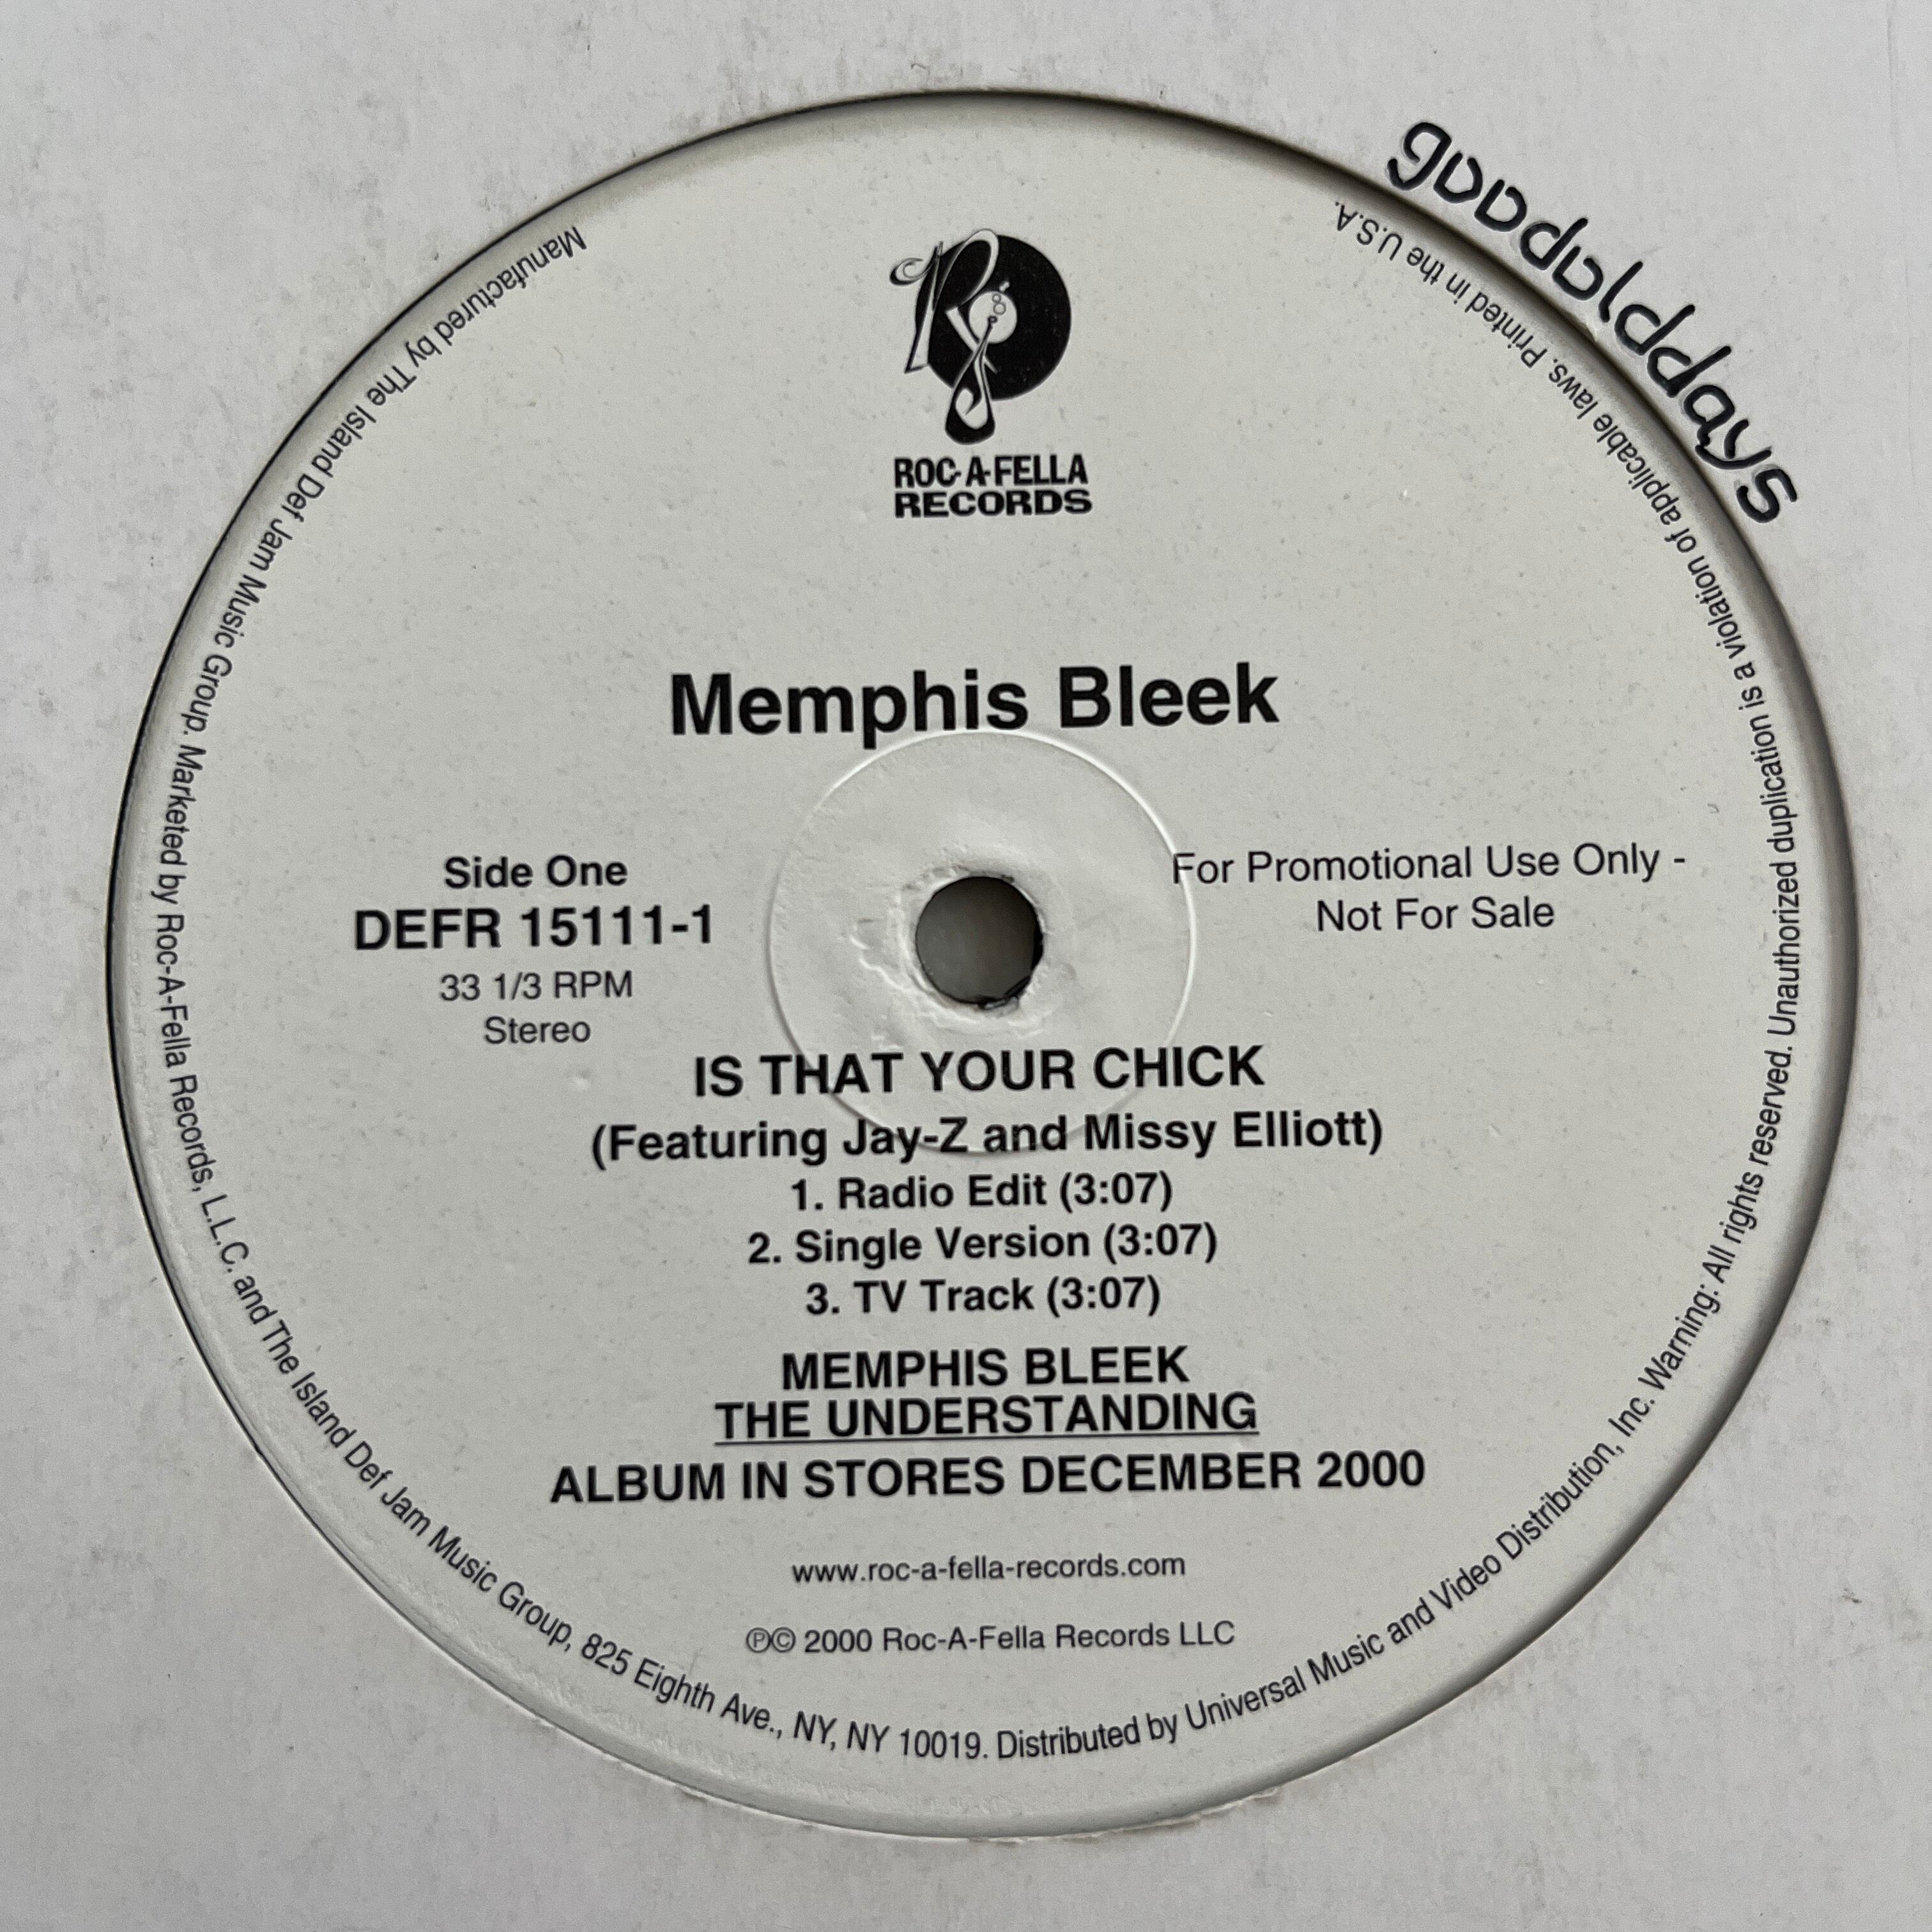 ROC-A-FELLA
RECORDS
Memphis Bleek
Side One
DEFR 15111-1
33 1/3 RPM
Stereo
For Promotional Use Only -
Not For Sale
IS THAT YOUR CHICK
(Featuring Jay-Z and Missy Elliott)
1. Radio Edit (3:07)
2. Single Version (3:07)
3. TV Track (3:07)
MEMPHIS BLEEK
THE UNDERSTANDING
ALBUM IN STORES DECEMBER 2000
www.roc-a-fella-records.com
℗© 2000 Roc-A-Fella Records LLC
Manufactured by The Island Def Jam Music Group. Marketed by Roc-A-Fella Records, L.L.C. and The Island Def Jam Music Group, 825 Eighth Ave., NY, NY 10019. Distributed by Universal Music and Video Distribution, Inc. Warning: All rights reserved. Unauthorized duplication is a violation of applicable laws. Printed in the U.S.A.